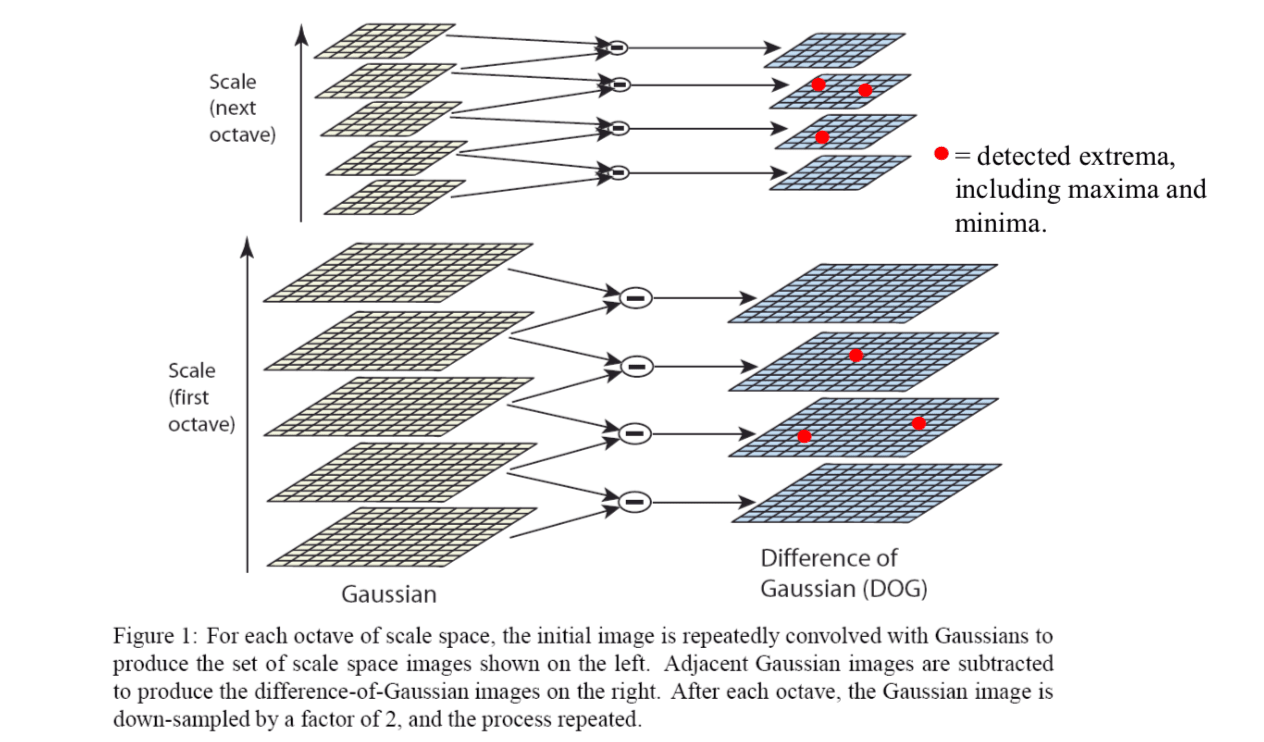 Scale
(next
octave)
= detected extrema,
including maxima and
minima.
Scale
(first
octave)
Difference of
Gaussian (DOG)
Gaussian
Figure 1: For each octave of scale space, the initial image is repeatedly convolved with Gaussians to
produce the set of scale space images shown on the left. Adjacent Gaussian images are subtracted
to produce the difference-of-Gaussian images on the right. After each octave, the Gaussian image is
down-sampled by a factor of 2, and the process repeated.